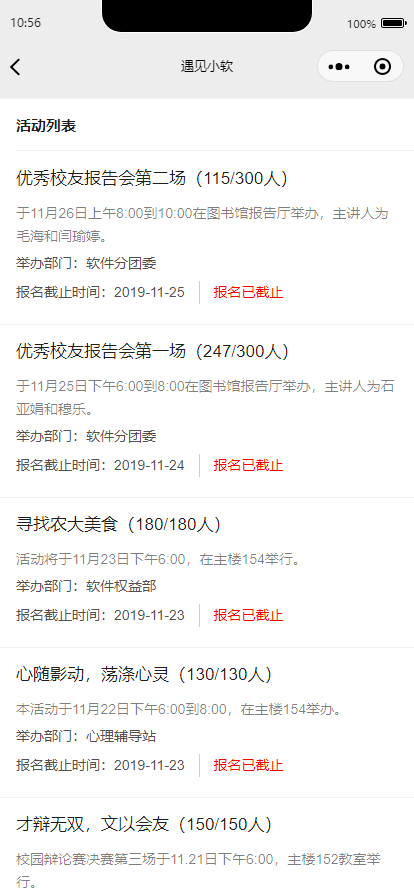 10:56
100%
遇见小软
活动列表
优秀校友报告会第二场（115/300人）
于11月26日上午8:00到10:00在图书馆报告厅举办，主讲人为
毛海和闫瑜婷。
举办部门：软件分团委
报名截止时间：2019-11-25 报名已截止
优秀校友报告会第一场（247/300人）
于11月25日下午6:00到8:00在图书馆报告厅举办，主讲人为石
亚娟和穆乐。
举办部门：软件分团委
报名截止时间：2019-11-24 报名已截止
寻找农大美食（180/180人）
活动将于11月23日下午6:00，在主楼154举行。
举办部门：软件权益部
报名截止时间：2019-11-23 报名已截止
心随影动，荡涤心灵（130/130人）
本活动于11月22日下午6:00到8:00，在主楼154举办。
举办部门：心理辅导站
报名截止时间：2019-11-23 报名已截止
才辩无双，文以会友（150/150人）
校园辩论赛决赛第三场于11.21日下午6:00，主楼152教室举
行。